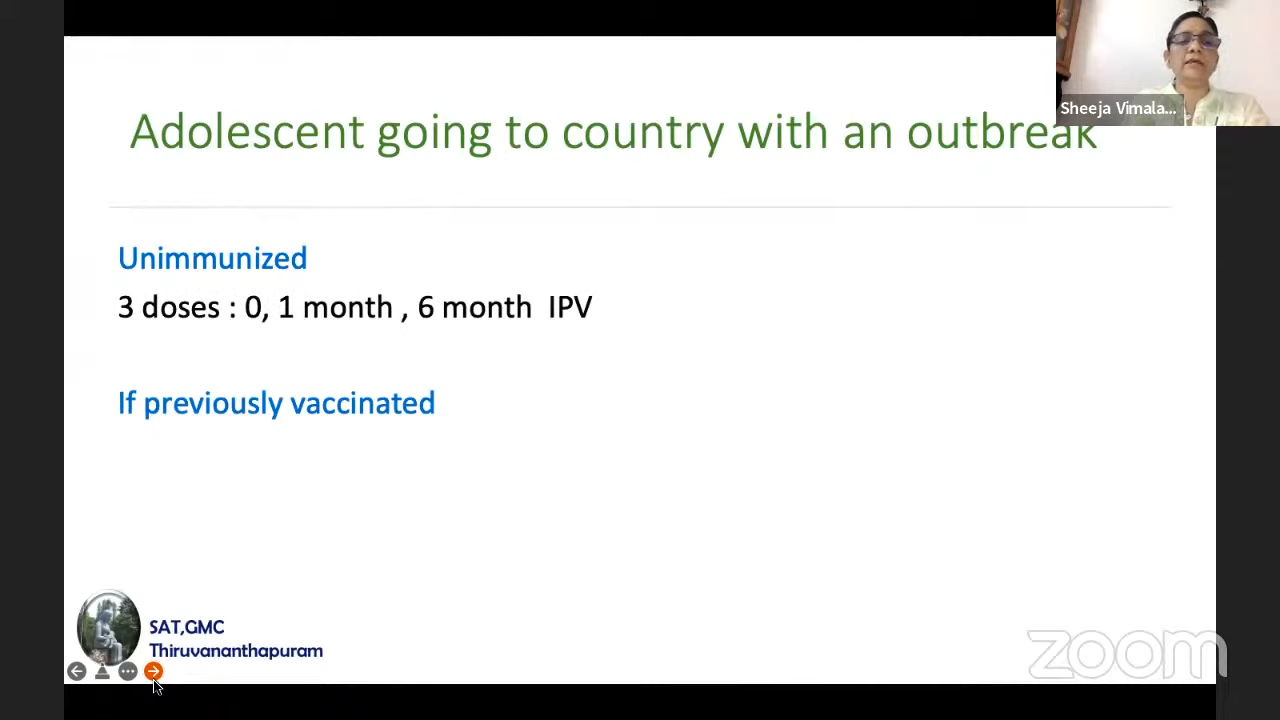 Sheeja Vimala...
Adolescent going to country with an outbreak
Unimmunized
3 doses : 0, 1 month , 6 month IPV
If previously vaccinated
SAT,GMC
Thiruvananthapuram
zoom